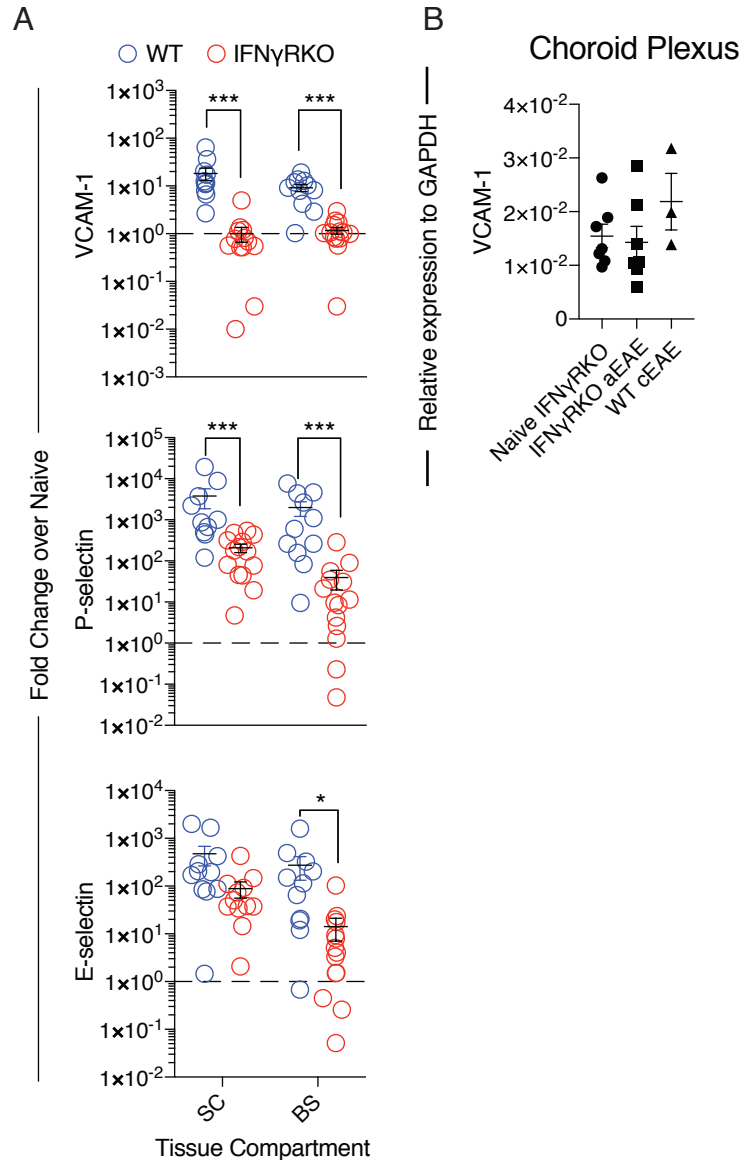 A
WT IFNγRKO
Fold Change over Naive
VCAM-1
1×10³
1×10²
1×10¹
1×10⁰
1×10⁻¹
1×10⁻²
1×10⁻³
*** ***
P-selectin
1×10⁵
1×10⁴
1×10³
1×10²
1×10¹
1×10⁰
1×10⁻¹
1×10⁻²
*** ***
E-selectin
1×10⁴
1×10³
1×10²
1×10¹
1×10⁰
1×10⁻¹
1×10⁻²
*
SC BS
Tissue Compartment
B
Choroid Plexus
Relative expression to GAPDH
VCAM-1
4×10⁻²
3×10⁻²
2×10⁻²
1×10⁻²
0
Naive IFNγRKO
IFNγRKO aEAE
WT cEAE